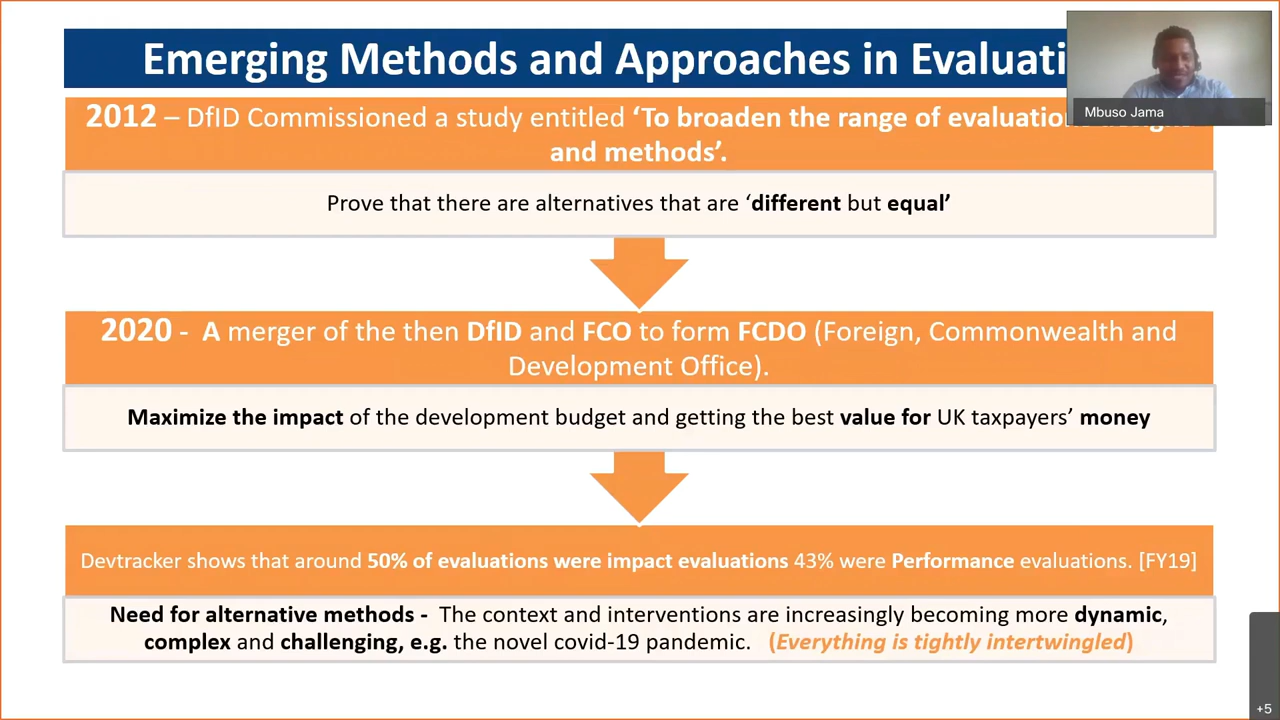 Emerging Methods and Approaches in Evaluati
Mbuso Jama
2012 – DfID Commissioned a study entitled ‘To broaden the range of evaluation
and methods’.
Prove that there are alternatives that are ‘different but equal’
2020 - A merger of the then DfID and FCO to form FCDO (Foreign, Commonwealth and
Development Office).
Maximize the impact of the development budget and getting the best value for UK taxpayers’ money
Devtracker shows that around 50% of evaluations were impact evaluations 43% were Performance evaluations. [FY19]
Need for alternative methods - The context and interventions are increasingly becoming more dynamic,
complex and challenging, e.g. the novel covid-19 pandemic. (Everything is tightly intertwingled)
+5